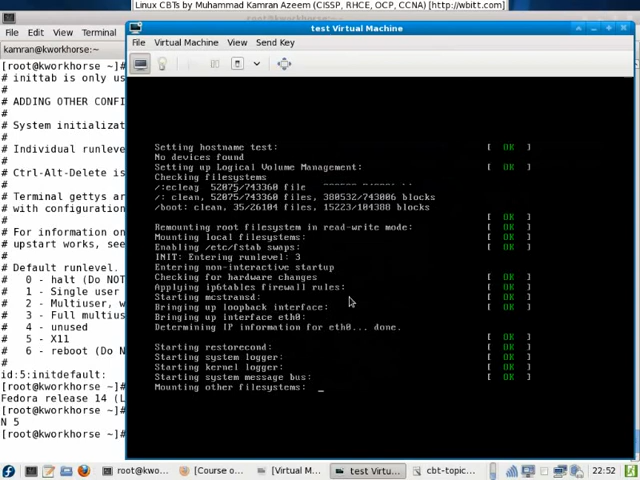 Linux CBTs by Muhammad Kamran Azeem (CISSP, RHCE, OCP, CCNA) [http://wbitt.com]
root@kworkhorse:~
File Edit View Terminal
test Virtual Machine
File Virtual Machine View Send Key
kamran@kworkhorse:~
[root@kworkhorse ~]#
# inittab is only us
#
# ADDING OTHER CONFI
#
# System initializat
#
# Individual runleve
#
# Ctrl-Alt-Delete is
#
# Terminal gettys ar
# with configuration
#
# For information on
# upstart works, see
#
# Default runlevel.
# 0 - halt (Do NOT
# 1 - Single user
# 2 - Multiuser, w
# 3 - Full multius
# 4 - unused
# 5 - X11
# 6 - reboot (Do N
#
id:5:initdefault:
[root@kworkhorse ~]#
Fedora release 14 (L
[root@kworkhorse ~]#
N 5
[root@kworkhorse ~]#
Setting hostname test: [ OK ]
No devices found
Setting up Logical Volume Management: [ OK ]
Checking filesystems
52075/743360 file
/: clean, 52075/743360 files, 380532/743006 blocks
/boot: clean, 35/26104 files, 15223/104388 blocks
[ OK ]
Remounting root filesystem in read-write mode: [ OK ]
Mounting local filesystems: [ OK ]
Enabling /etc/fstab swaps: [ OK ]
INIT: Entering runlevel: 3
Entering non-interactive startup
Checking for hardware changes [ OK ]
Applying ip6tables firewall rules: [ OK ]
Starting mcstransd: [ OK ]
Bringing up loopback interface: [ OK ]
Bringing up interface eth0:
Determining IP information for eth0... done.
[ OK ]
Starting restorecond: [ OK ]
Starting system logger: [ OK ]
Starting kernel logger: [ OK ]
Starting system message bus: [ OK ]
Mounting other filesystems: _
root@kwo...
[Course o...
[Virtual M...
test Virtu...
cbt-topic...
22:52